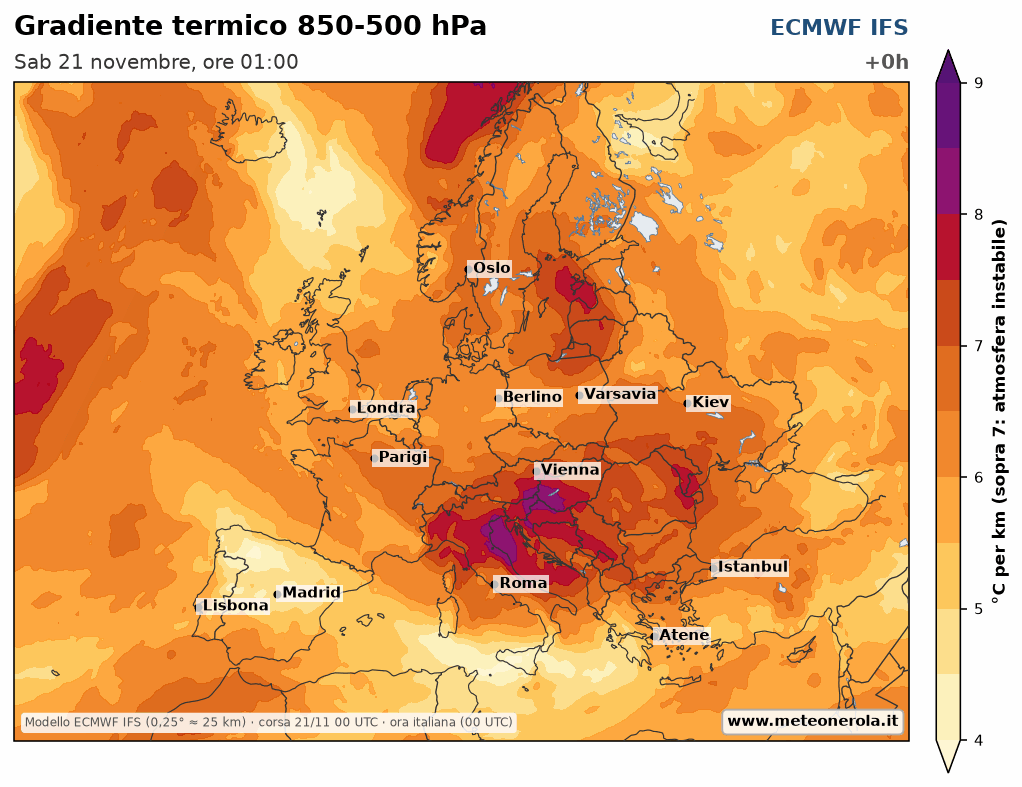 Gradiente termico 850-500 hPa
ECMWF IFS
Sab 21 novembre, ore 01:00
+0h
9
8
7
6
5
4
°C per km (sopra 7: atmosfera instabile)
Oslo
Berlino
Varsavia
Kiev
Londra
Parigi
Vienna
Istanbul
Roma
Madrid
Lisbona
Atene
Modello ECMWF IFS (0,25° ≈ 25 km) · corsa 21/11 00 UTC · ora italiana (00 UTC)
www.meteonerola.it